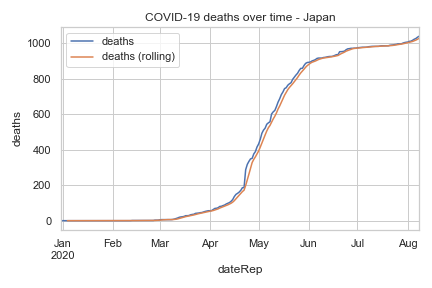 COVID-19 deaths over time - Japan
deaths
deaths (rolling)
1000
800
600
400
200
0
deaths
Jan Feb Mar Apr May Jun Jul Aug
2020
dateRep